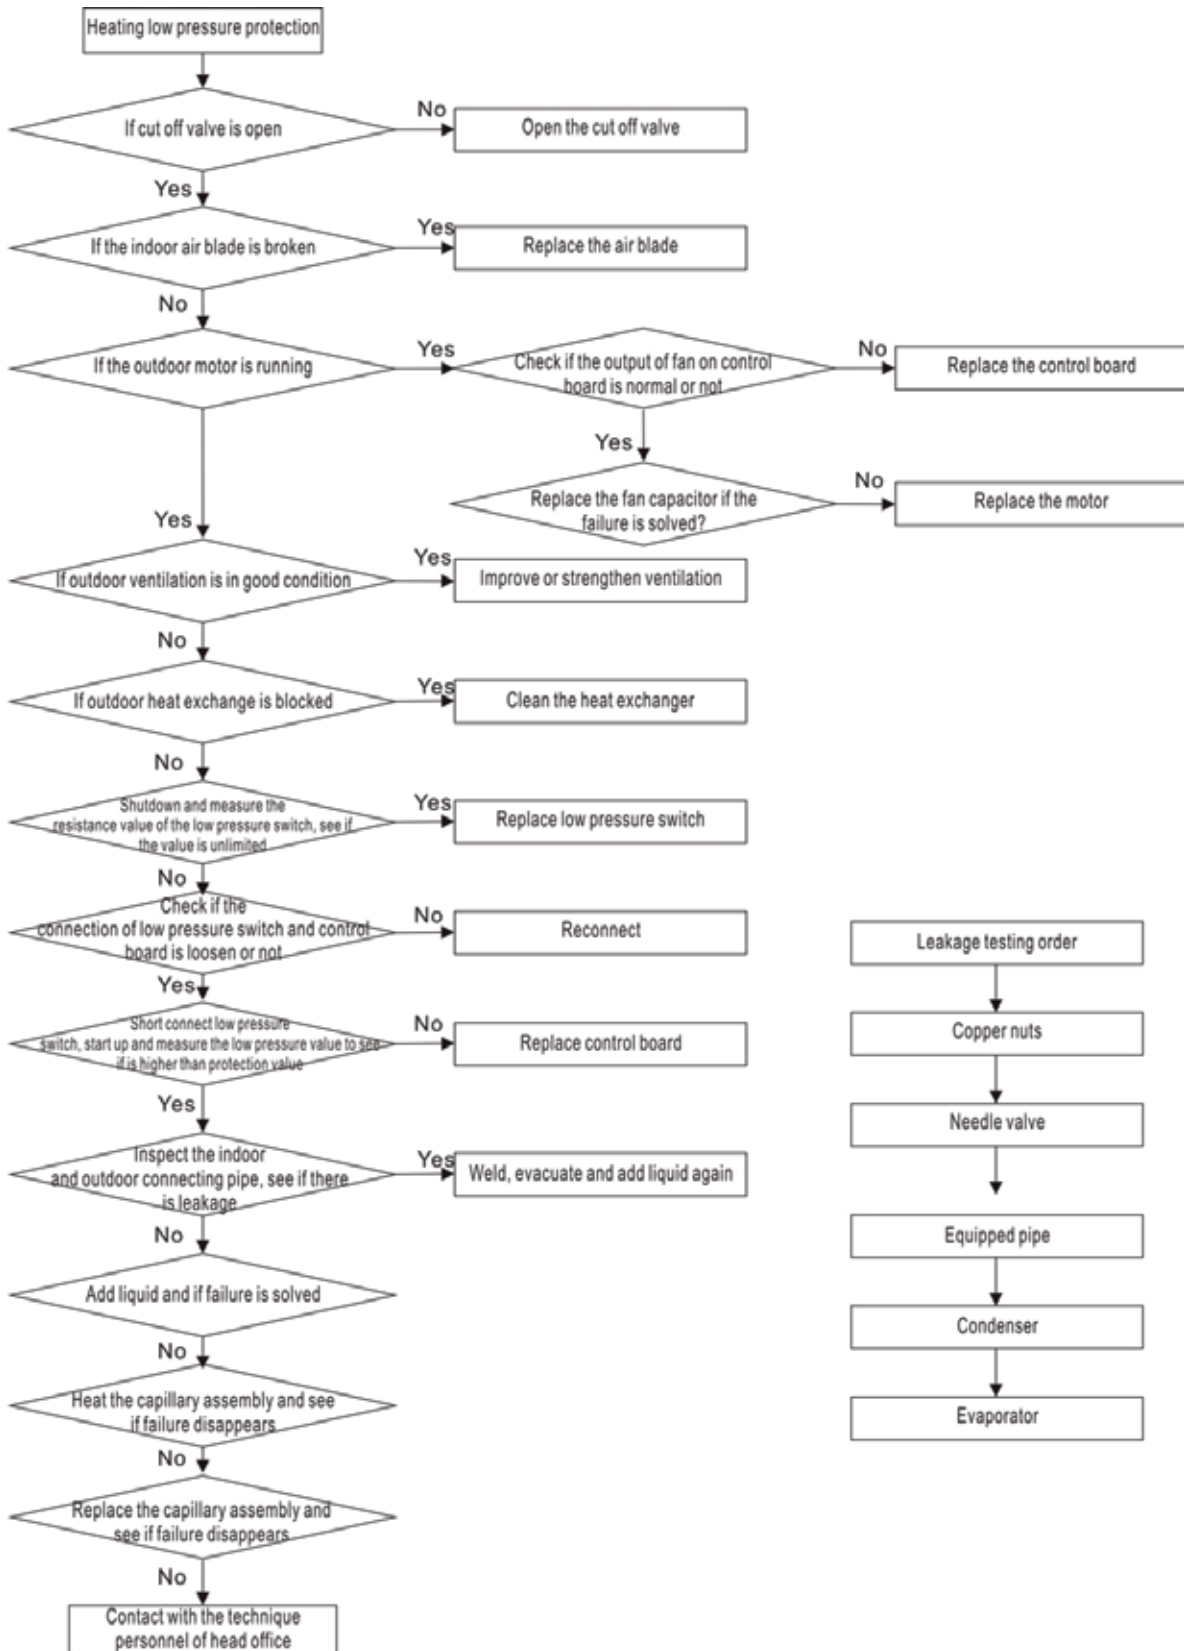 Heating low pressure protection
If cut off valve is open
No
Open the cut off valve
Yes
If the indoor air blade is broken
Yes
Replace the air blade
No
If the outdoor motor is running
Yes
Check if the output of fan on control
board is normal or not
No
Replace the control board
Yes
Replace the fan capacitor if the
failure is solved?
No
Replace the motor
Yes
If outdoor ventilation is in good condition
Yes
Improve or strengthen ventilation
No
If outdoor heat exchange is blocked
Yes
Clean the heat exchanger
No
Shutdown and measure the
resistance value of the low pressure switch, see if
the value is unlimited
Yes
Replace low pressure switch
No
Check if the
connection of low pressure switch and control
board is loosen or not
No
Reconnect
Yes
Short connect low pressure
switch, start up and measure the low pressure value to see
if is higher than protection value
No
Replace control board
Yes
Inspect the indoor
and outdoor connecting pipe, see if there
is leakage
Yes
Weld, evacuate and add liquid again
No
Add liquid and if failure is solved
No
Heat the capillary assembly and see
if failure disappears
No
Replace the capillary assembly and
see if failure disappears
No
Contact with the technique
personnel of head office
Leakage testing order
Copper nuts
Needle valve
Equipped pipe
Condenser
Evaporator